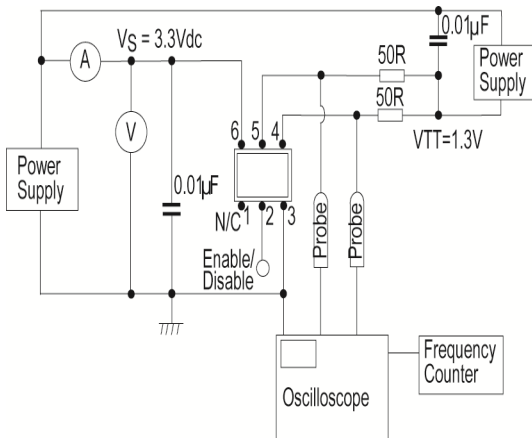 0.01µF
VS = 3.3Vdc
A
50R
Power
Supply
50R
V
6 5 4
VTT=1.3V
Power
Supply
0.01µF
N/C 1 2 3
Probe
Probe
Enable/
Disable
Oscilloscope
Frequency
Counter